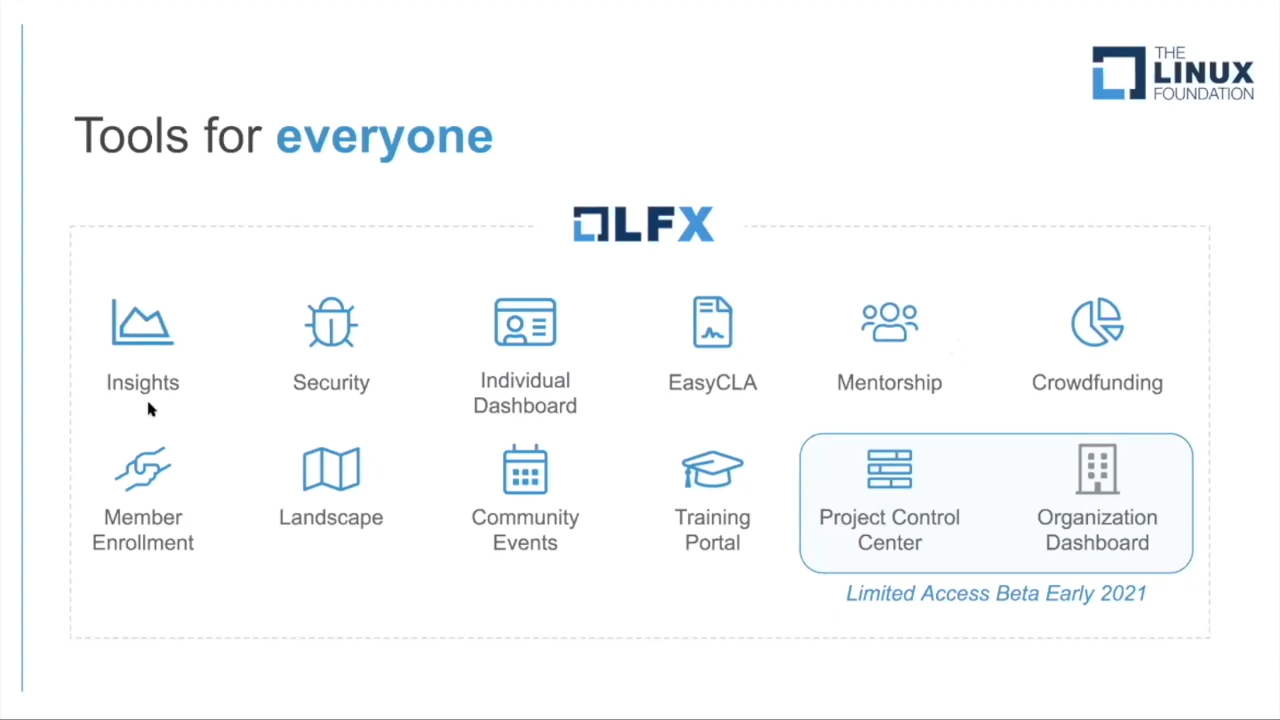 THE
LINUX
FOUNDATION
Tools for everyone
LFX
Insights
Security
Individual
Dashboard
EasyCLA
Mentorship
Crowdfunding
Member
Enrollment
Landscape
Community
Events
Training
Portal
Project Control
Center
Organization
Dashboard
Limited Access Beta Early 2021